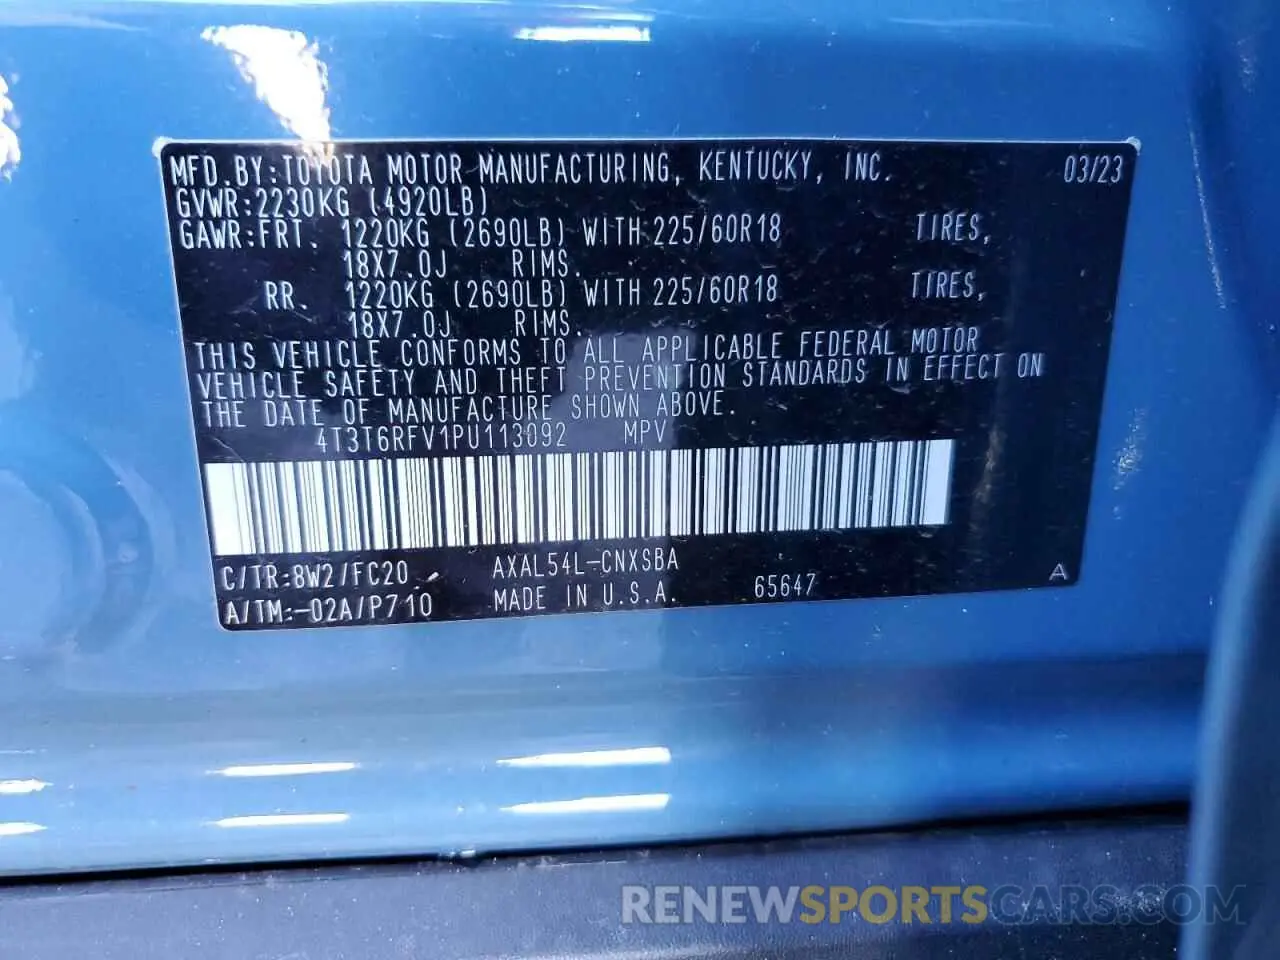 MFD.BY:TOYOTA MOTOR MANUFACTURING, KENTUCKY, INC. 03/23
GVWR:2230KG (4920LB)
GAWR:FRT. 1220KG (2690LB) WITH 225/60R18 TIRES,
18X7.0J RIMS.
RR. 1220KG (2690LB) WITH 225/60R18 TIRES,
18X7.0J RIMS.
THIS VEHICLE CONFORMS TO ALL APPLICABLE FEDERAL MOTOR
VEHICLE SAFETY AND THEFT PREVENTION STANDARDS IN EFFECT ON
THE DATE OF MANUFACTURE SHOWN ABOVE.
4T3T6RFV1PU113092 MPV
C/TR:8W2/FC20 AXAL54L-CNXSBA
A/TM:-02A/P710 MADE IN U.S.A. 65647 A
RENEWSPORTSCARS.COM